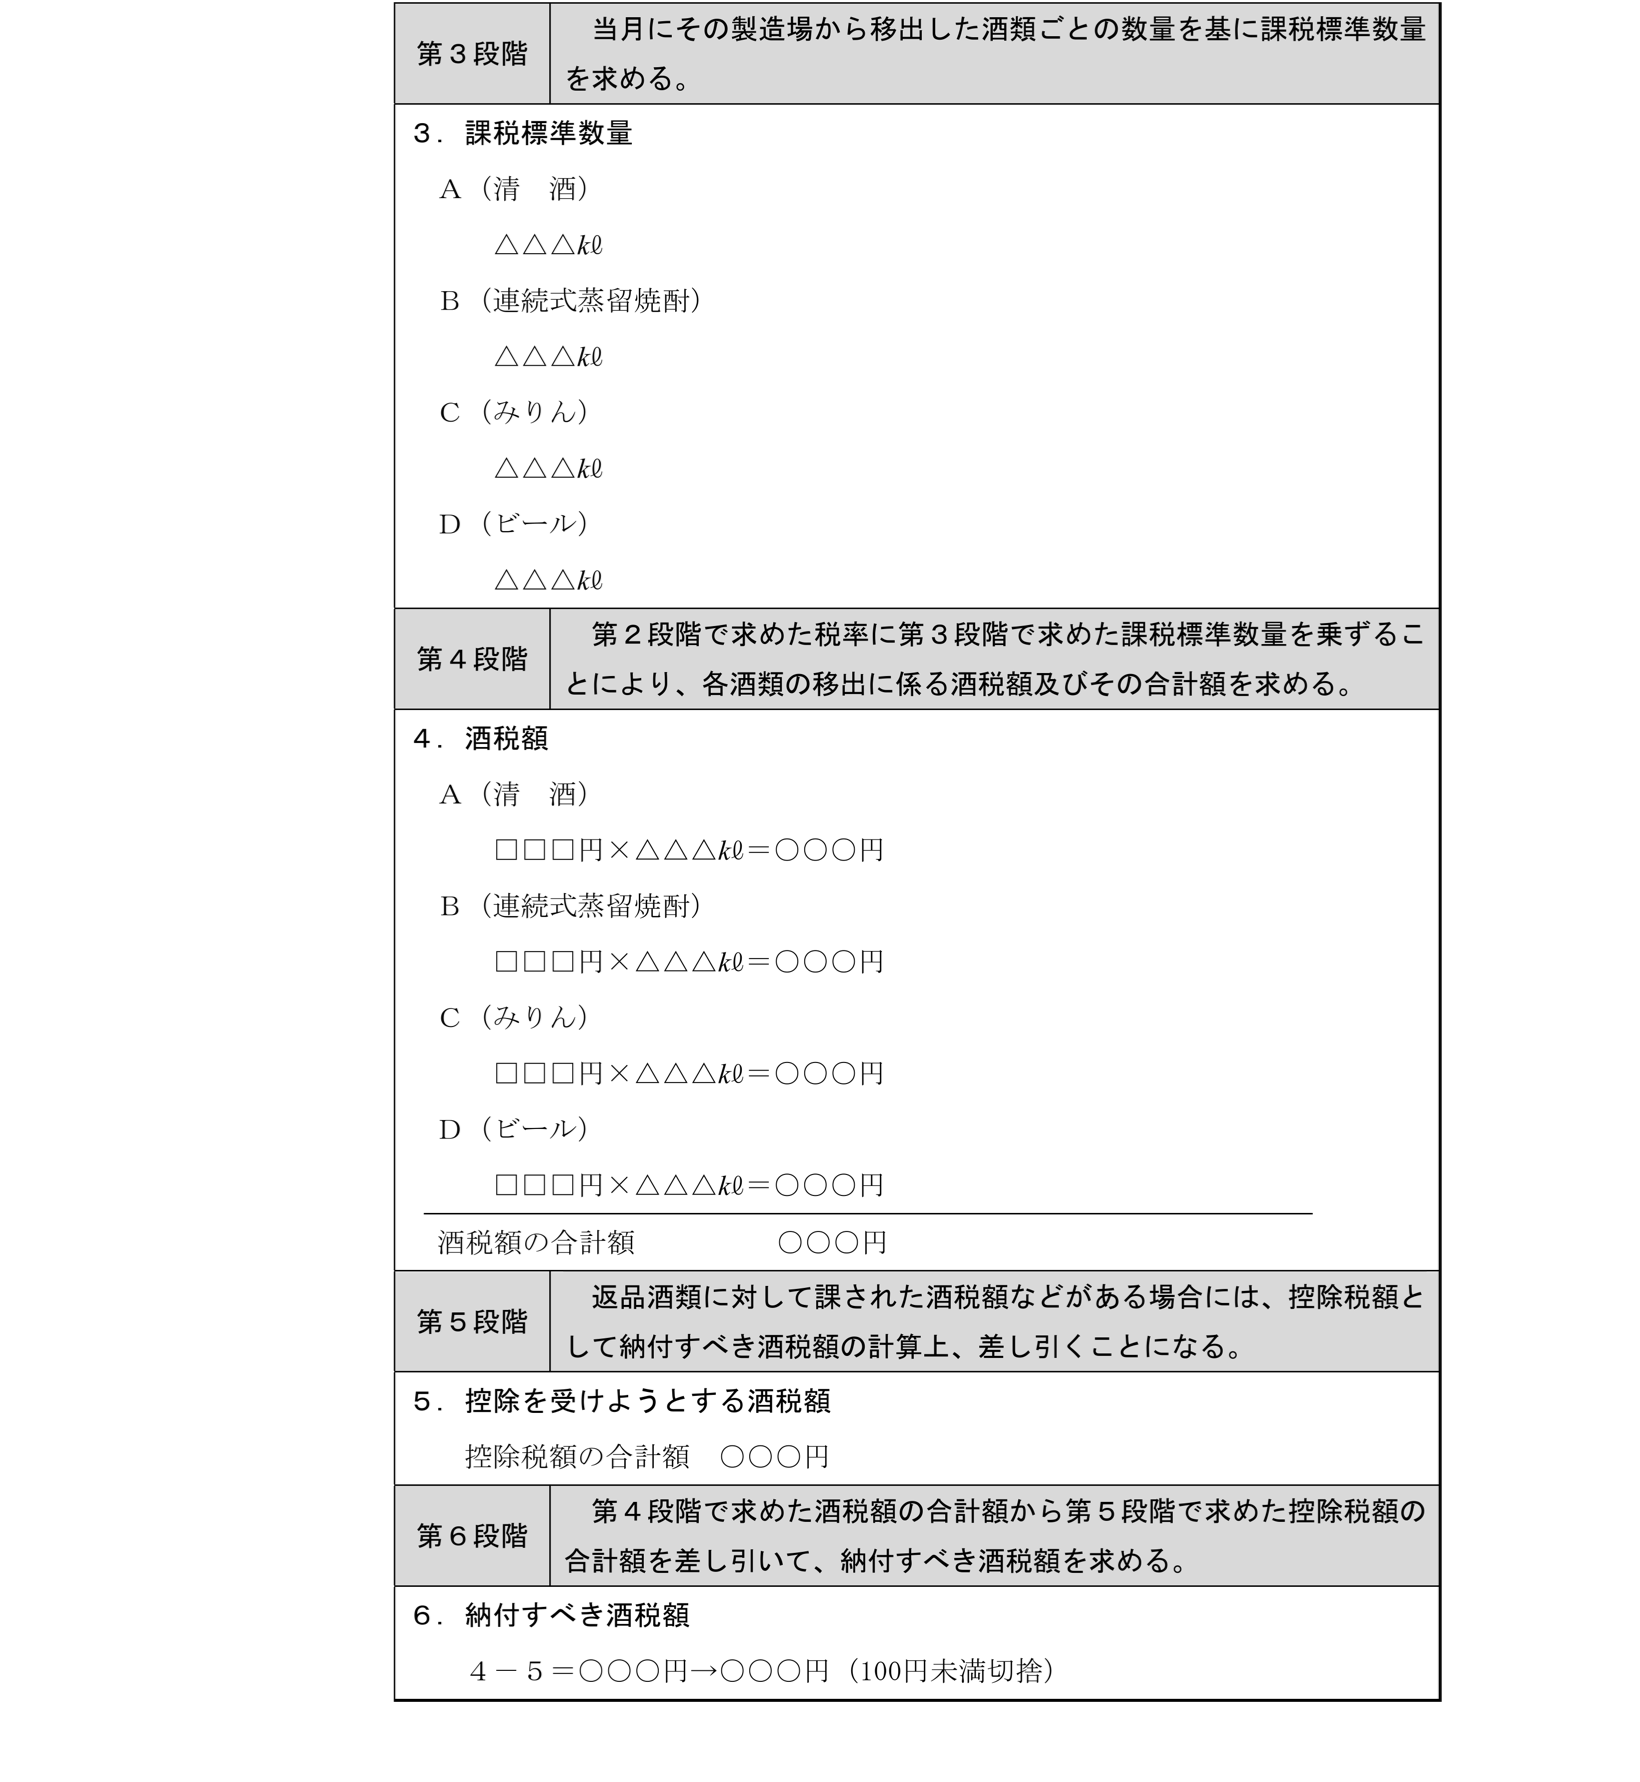 第３段階
当月にその製造場から移出した酒類ごとの数量を基に課税標準数量
を求める。
３．課税標準数量
Ａ（清　酒）
△△△kℓ
Ｂ（連続式蒸留焼酎）
△△△kℓ
Ｃ（みりん）
△△△kℓ
Ｄ（ビール）
△△△kℓ
第４段階
第２段階で求めた税率に第３段階で求めた課税標準数量を乗ずるこ
とにより、各酒類の移出に係る酒税額及びその合計額を求める。
４．酒税額
Ａ（清　酒）
□□□円×△△△kℓ＝○○○円
Ｂ（連続式蒸留焼酎）
□□□円×△△△kℓ＝○○○円
Ｃ（みりん）
□□□円×△△△kℓ＝○○○円
Ｄ（ビール）
□□□円×△△△kℓ＝○○○円
酒税額の合計額　○○○円
第５段階
返品酒類に対して課された酒税額などがある場合には、控除税額と
して納付すべき酒税額の計算上、差し引くことになる。
５．控除を受けようとする酒税額
控除税額の合計額　○○○円
第６段階
第４段階で求めた酒税額の合計額から第５段階で求めた控除税額の
合計額を差し引いて、納付すべき酒税額を求める。
６．納付すべき酒税額
４－５＝○○○円→○○○円（100円未満切捨）